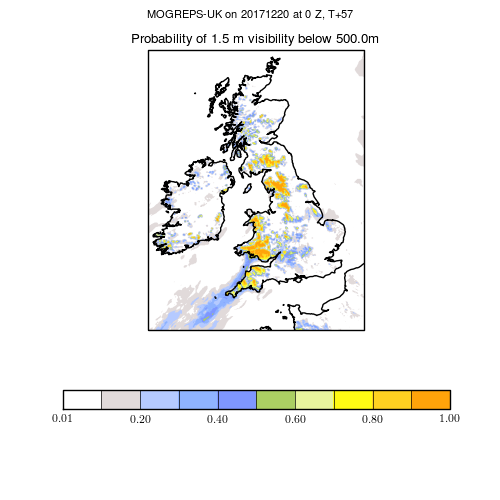 MOGREPS-UK on 20171220 at 0 Z, T+57
Probability of 1.5 m visibility below 500.0m
0.01 0.20 0.40 0.60 0.80 1.00